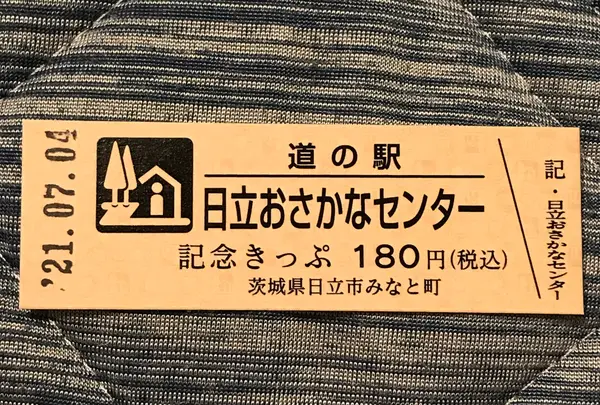 '21.07.04
道の駅
日立おさかなセンター
記念きっぷ 180円(税込)
茨城県日立市みなと町
記・日立おさかなセンター